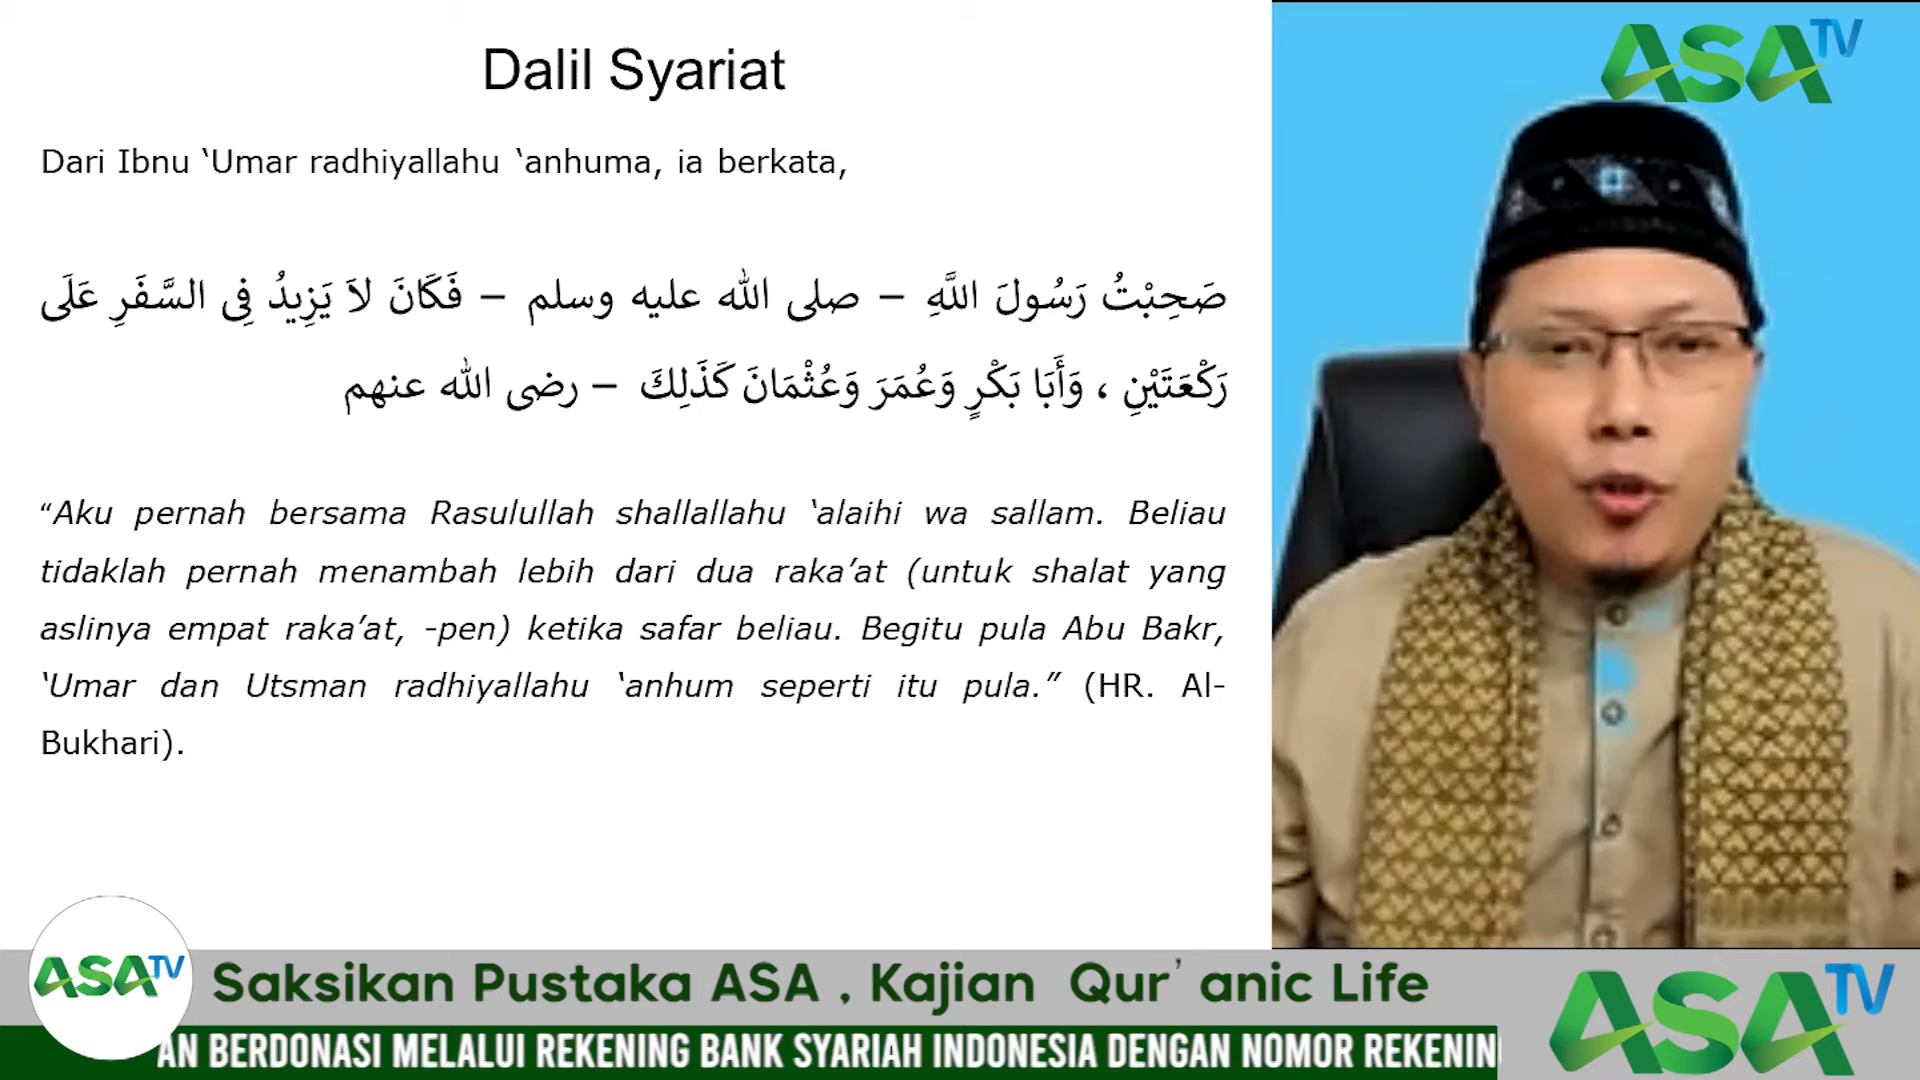 Dalil Syariat
Dari Ibnu ‘Umar radhiyallahu ‘anhuma, ia berkata,
صَحِبْتُ رَسُولَ اللَّهِ – صلى الله عليه وسلم – فَكَانَ لاَ يَزِيدُ فِى السَّفَرِ عَلَى
رَكْعَتَيْنِ ، وَأَبَا بَكْرٍ وَعُمَرَ وَعُثْمَانَ كَذَلِكَ – رضى الله عنهم
“Aku pernah bersama Rasulullah shallallahu ‘alaihi wa sallam. Beliau
tidaklah pernah menambah lebih dari dua raka’at (untuk shalat yang
aslinya empat raka’at, -pen) ketika safar beliau. Begitu pula Abu Bakr,
‘Umar dan Utsman radhiyallahu ‘anhum seperti itu pula.” (HR. Al-
Bukhari).
ASA TV
ASA TV
Saksikan Pustaka ASA , Kajian Qur’ anic Life
AN BERDONASI MELALUI REKENING BANK SYARIAH INDONESIA DENGAN NOMOR REKENIN
ASA TV